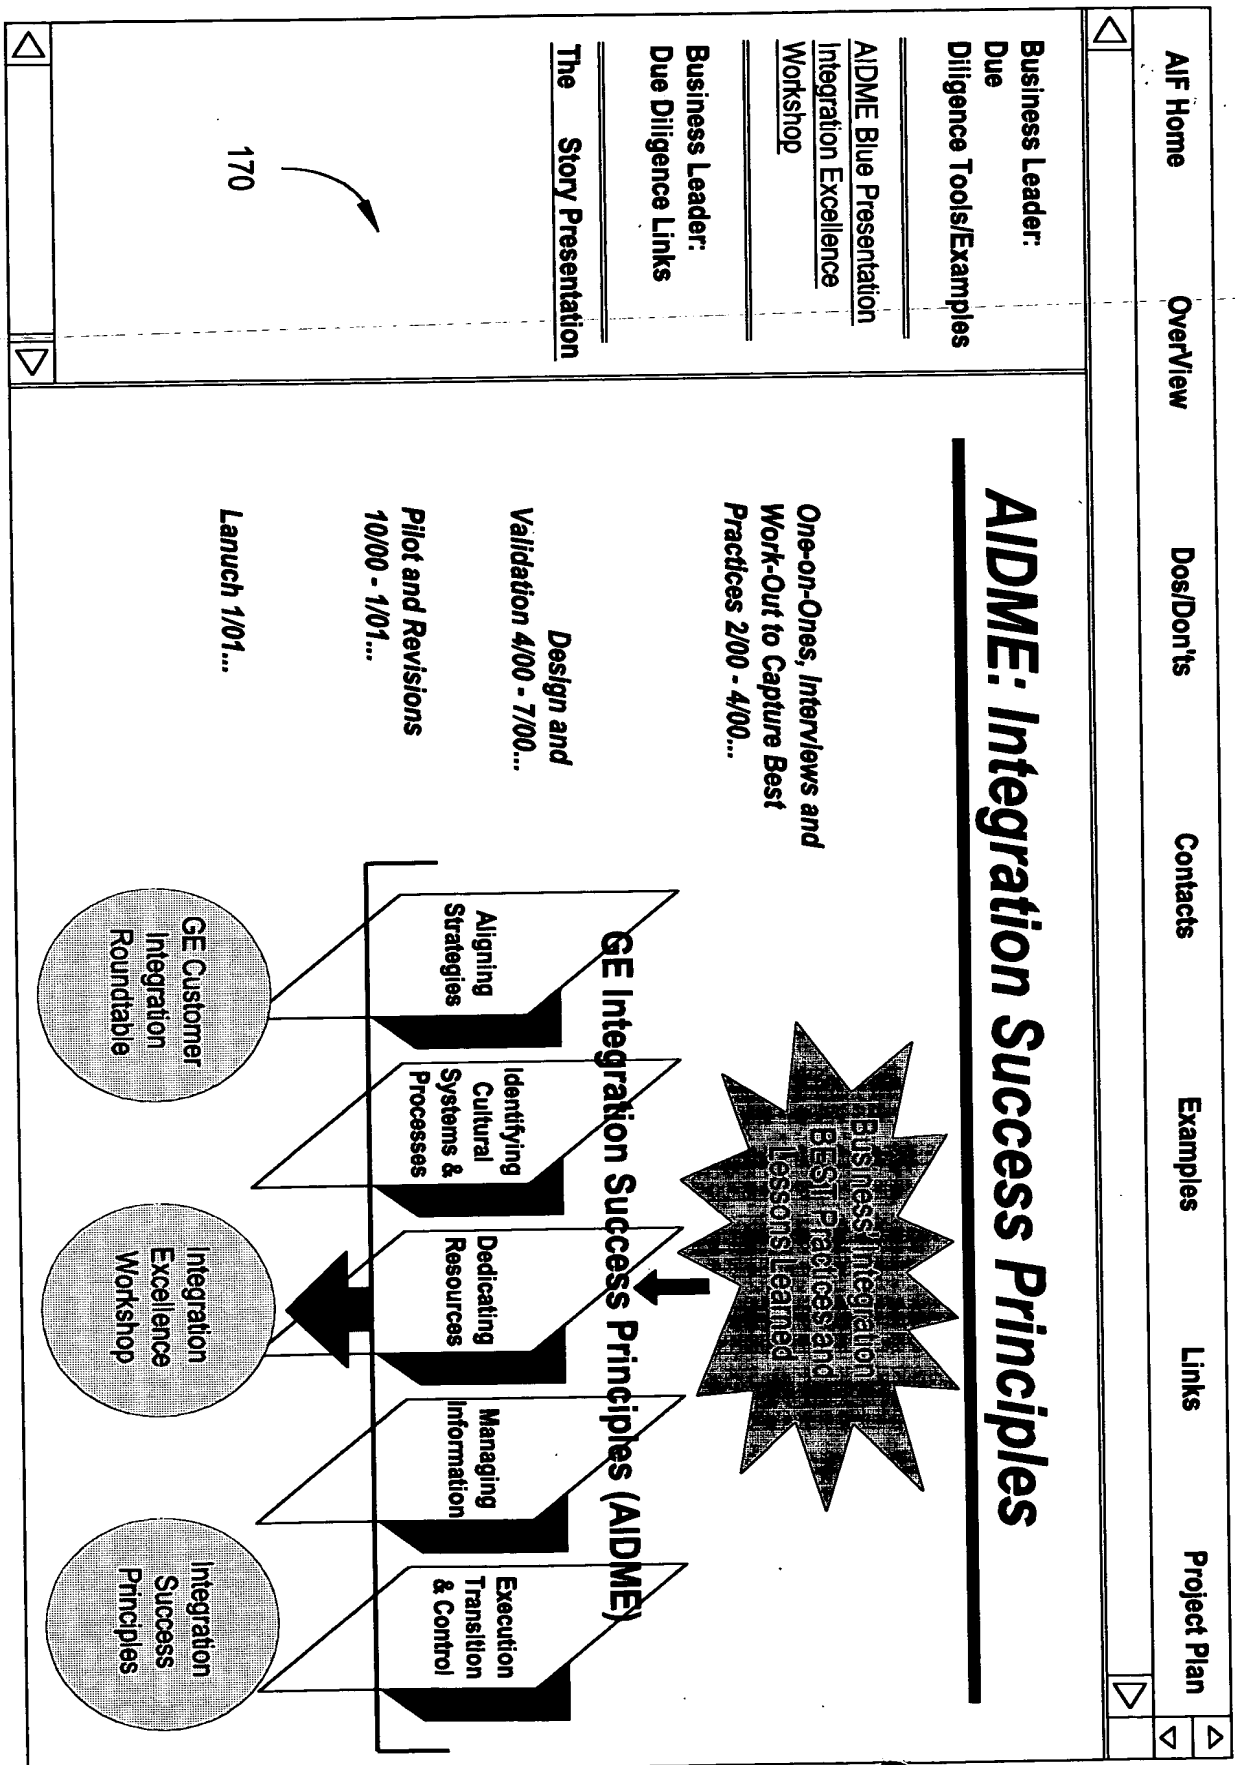 AIF Home OverView Dos/Don'ts Contacts Examples Links Project Plan
Business Leader:
Due
Diligence Tools/Examples
AIDME Blue Presentation
Integration Excellence
Workshop
Business Leader:
Due Diligence Links
The Story Presentation
170
AIDME: Integration Success Principles
One-on-Ones, Interviews and
Work-Out to Capture Best
Practices 2/00 - 4/00...
Business' Integration
BEST Practices and
Lessons Learned
Design and
Validation 4/00 - 7/00...
GE Integration Success Principles (AIDME)
Pilot and Revisions
10/00 - 1/01...
Aligning
Strategies
Identifying
Cultural
Systems &
Processes
Dedicating
Resources
Managing
Information
Execution
Transition
& Control
Lanuch 1/01...
GE Customer
Integration
Roundtable
Integration
Excellence
Workshop
Integration
Success
Principles